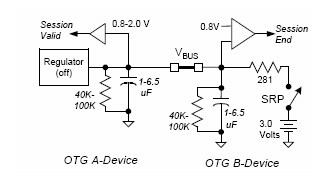 Session
Valid
0.8-2.0 V
0.8V
Session
End
Regulator
(off)
VBUS
1-6.5
uF
40K-
100K
1-6.5
uF
40K-
100K
281
SRP
3.0
Volts
OTG A-Device
OTG B-Device